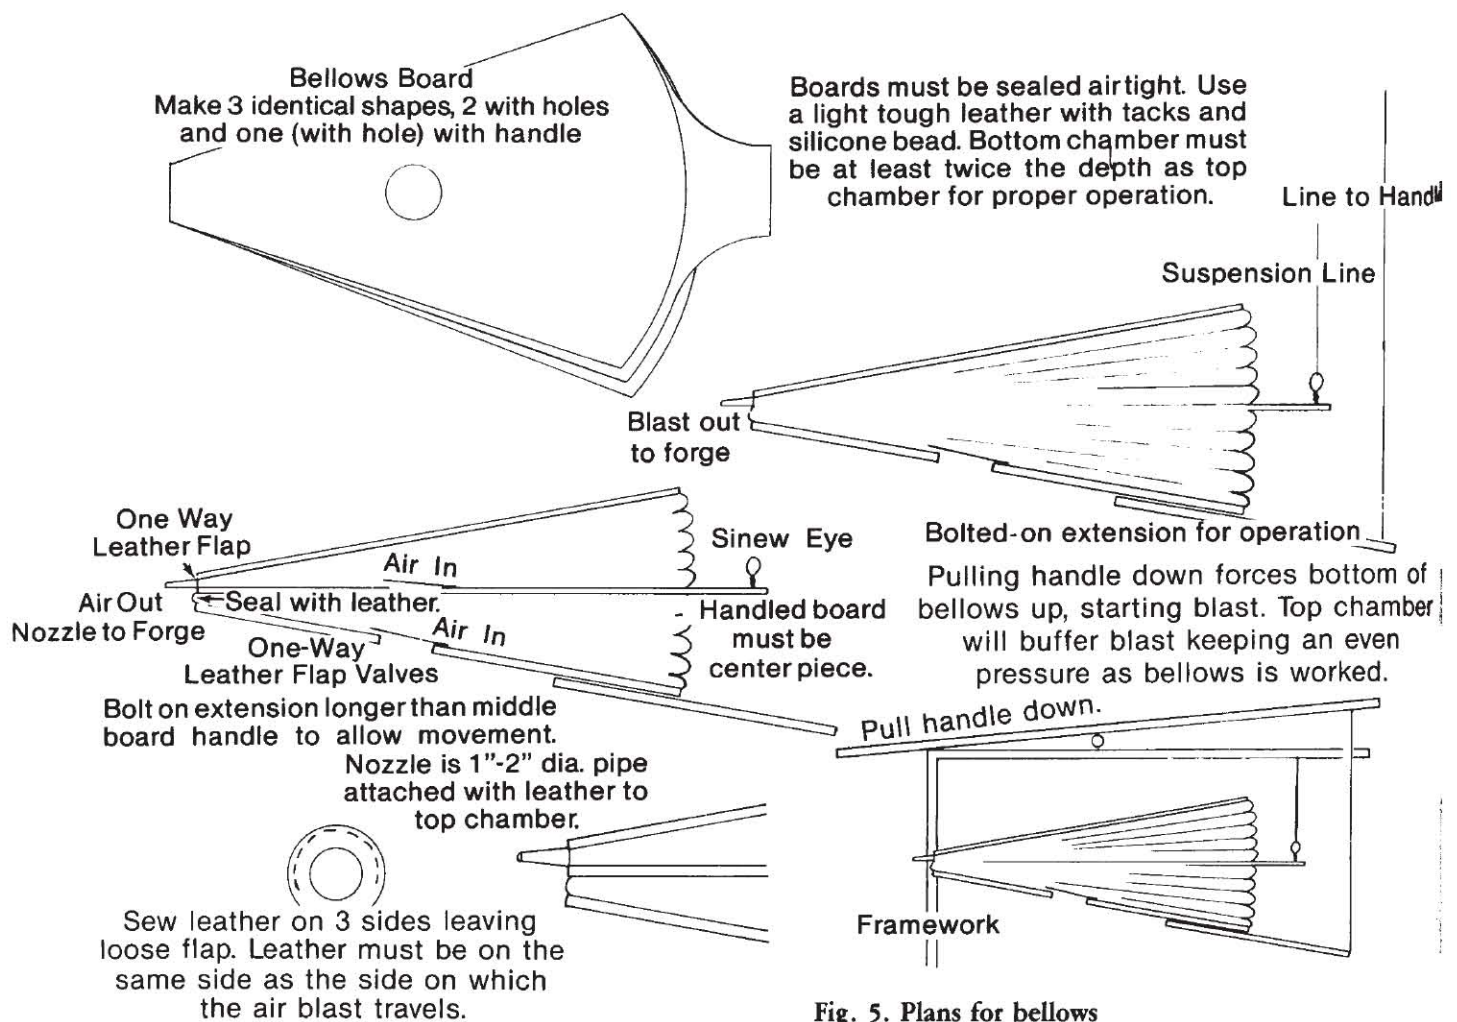 Bellows Board
Make 3 identical shapes, 2 with holes
and one (with hole) with handle
Boards must be sealed airtight. Use
a light tough leather with tacks and
silicone bead. Bottom chamber must
be at least twice the depth as top
chamber for proper operation.
Line to
Suspension Line
Blast out
to forge
Bolted-on extension for operation
Pulling handle down forces bottom of
bellows up, starting blast. Top chamber
will buffer blast keeping an even
pressure as bellows is worked.
One Way
Leather Flap
Air In
Sinew Eye
Air Out
Nozzle to Forge
Seal with leather.
Air In
Handled board
must be
center piece.
One-Way
Leather Flap Valves
Bolt on extension longer than middle
board handle to allow movement.
Nozzle is 1"-2" dia. pipe
attached with leather to
top chamber.
Pull handle down.
Framework
Sew leather on 3 sides leaving
loose flap. Leather must be on the
same side as the side on which
the air blast travels.
Fig. 5. Plans for bellows